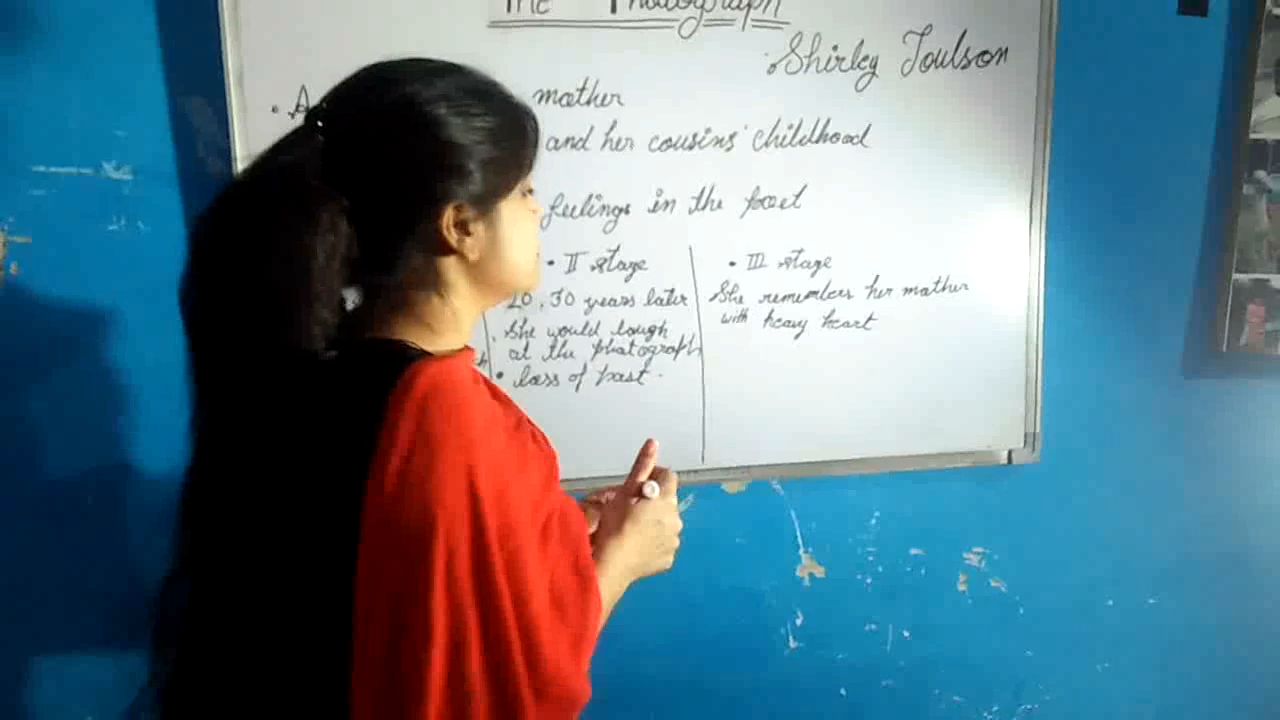 The Photograph
Shirley Toulson
mother
and her cousins' childhood
feelings in the poet
• II stage
20, 30 years later
She would laugh
at the photograph
• loss of past.
• III stage
She remembers her mother
with heavy heart